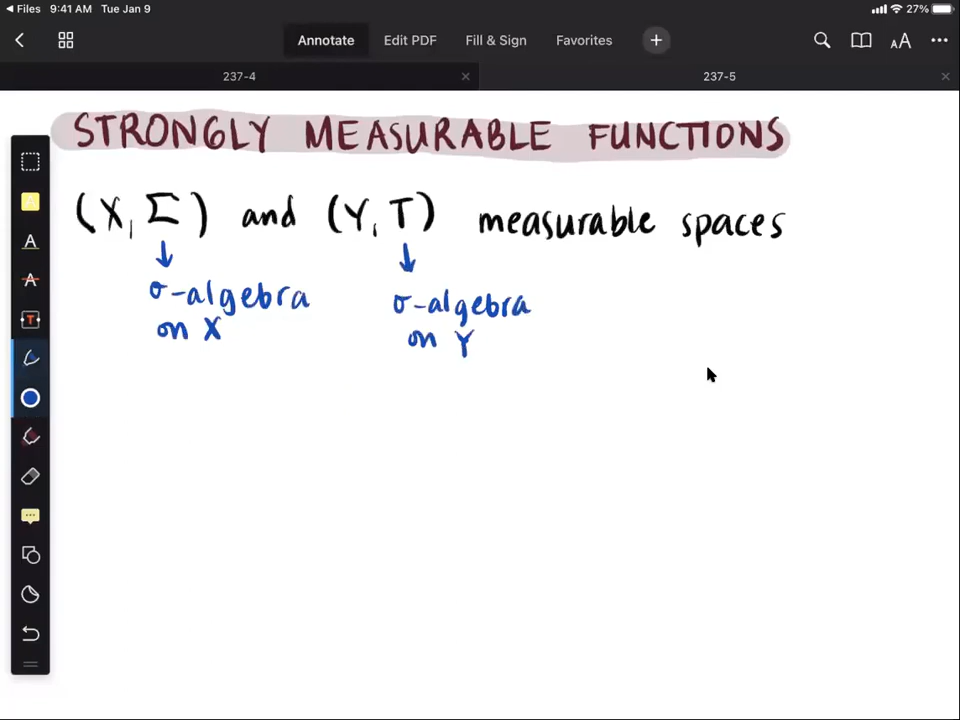 Files 9:41 AM Tue Jan 9 27%
Annotate Edit PDF Fill & Sign Favorites AA
237-4 237-5
STRONGLY MEASURABLE FUNCTIONS
(X, Σ) and (Y, T) measurable spaces
σ-algebra on X
σ-algebra on Y
A
A
T